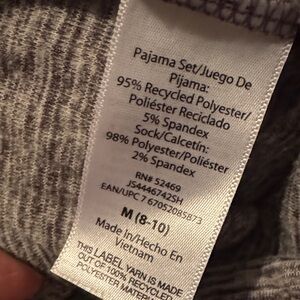 Pajama Set/Juego De
Pijama:
95% Recycled Polyester/
Poliéster Reciclado
5% Spandex
Sock/Calcetín:
98% Polyester/Poliéster
2% Spandex
RN# 52469
JS4446742SH
EAN/UPC 7 67052085873
M (8-10)
Made In/Hecho En
Vietnam
THIS LABEL YARN IS MADE
OUT OF 100% RECYCLED
POLYESTER MATERIAL